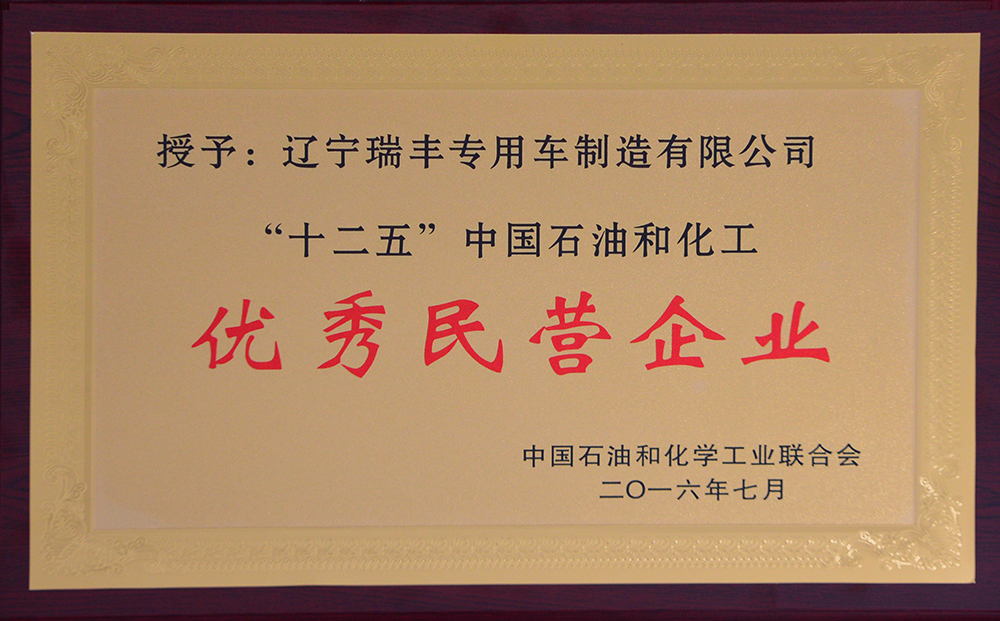 授予：辽宁瑞丰专用车制造有限公司
“十二五”中国石油和化工
优秀民营企业
中国石油和化学工业联合会
二〇一六年七月